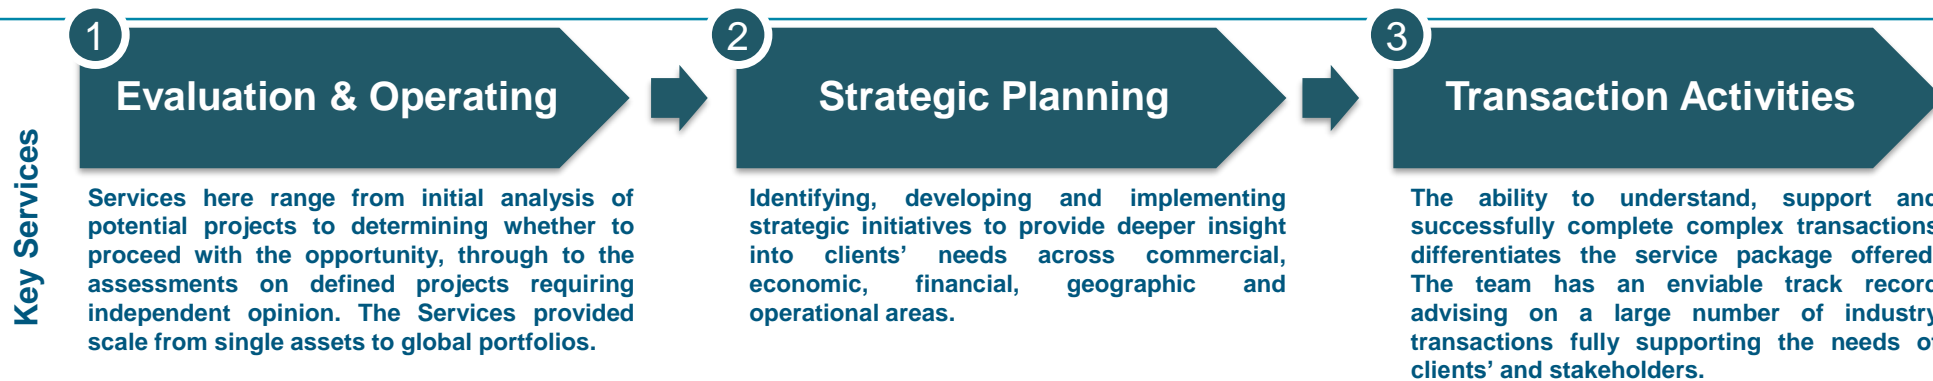 Key Services
1
Evaluation & Operating
Services here range from initial analysis of
potential projects to determining whether to
proceed with the opportunity, through to the
assessments on defined projects requiring
independent opinion. The Services provided
scale from single assets to global portfolios.
2
Strategic Planning
Identifying, developing and implementing
strategic initiatives to provide deeper insight
into clients’ needs across commercial,
economic, financial, geographic and
operational areas.
3
Transaction Activities
The ability to understand, support and
successfully complete complex transactions
differentiates the service package offered.
The team has an enviable track record
advising on a large number of industry
transactions fully supporting the needs of
clients’ and stakeholders.